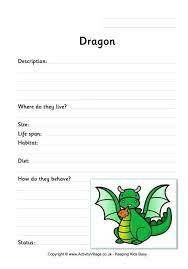 Dragon
Description:
Where do they live?
Size:
Life span:
Habitat:
Diet:
How do they behave?
Status:
Copyright © www.ActivityVillage.co.uk - Keeping Kids Busy